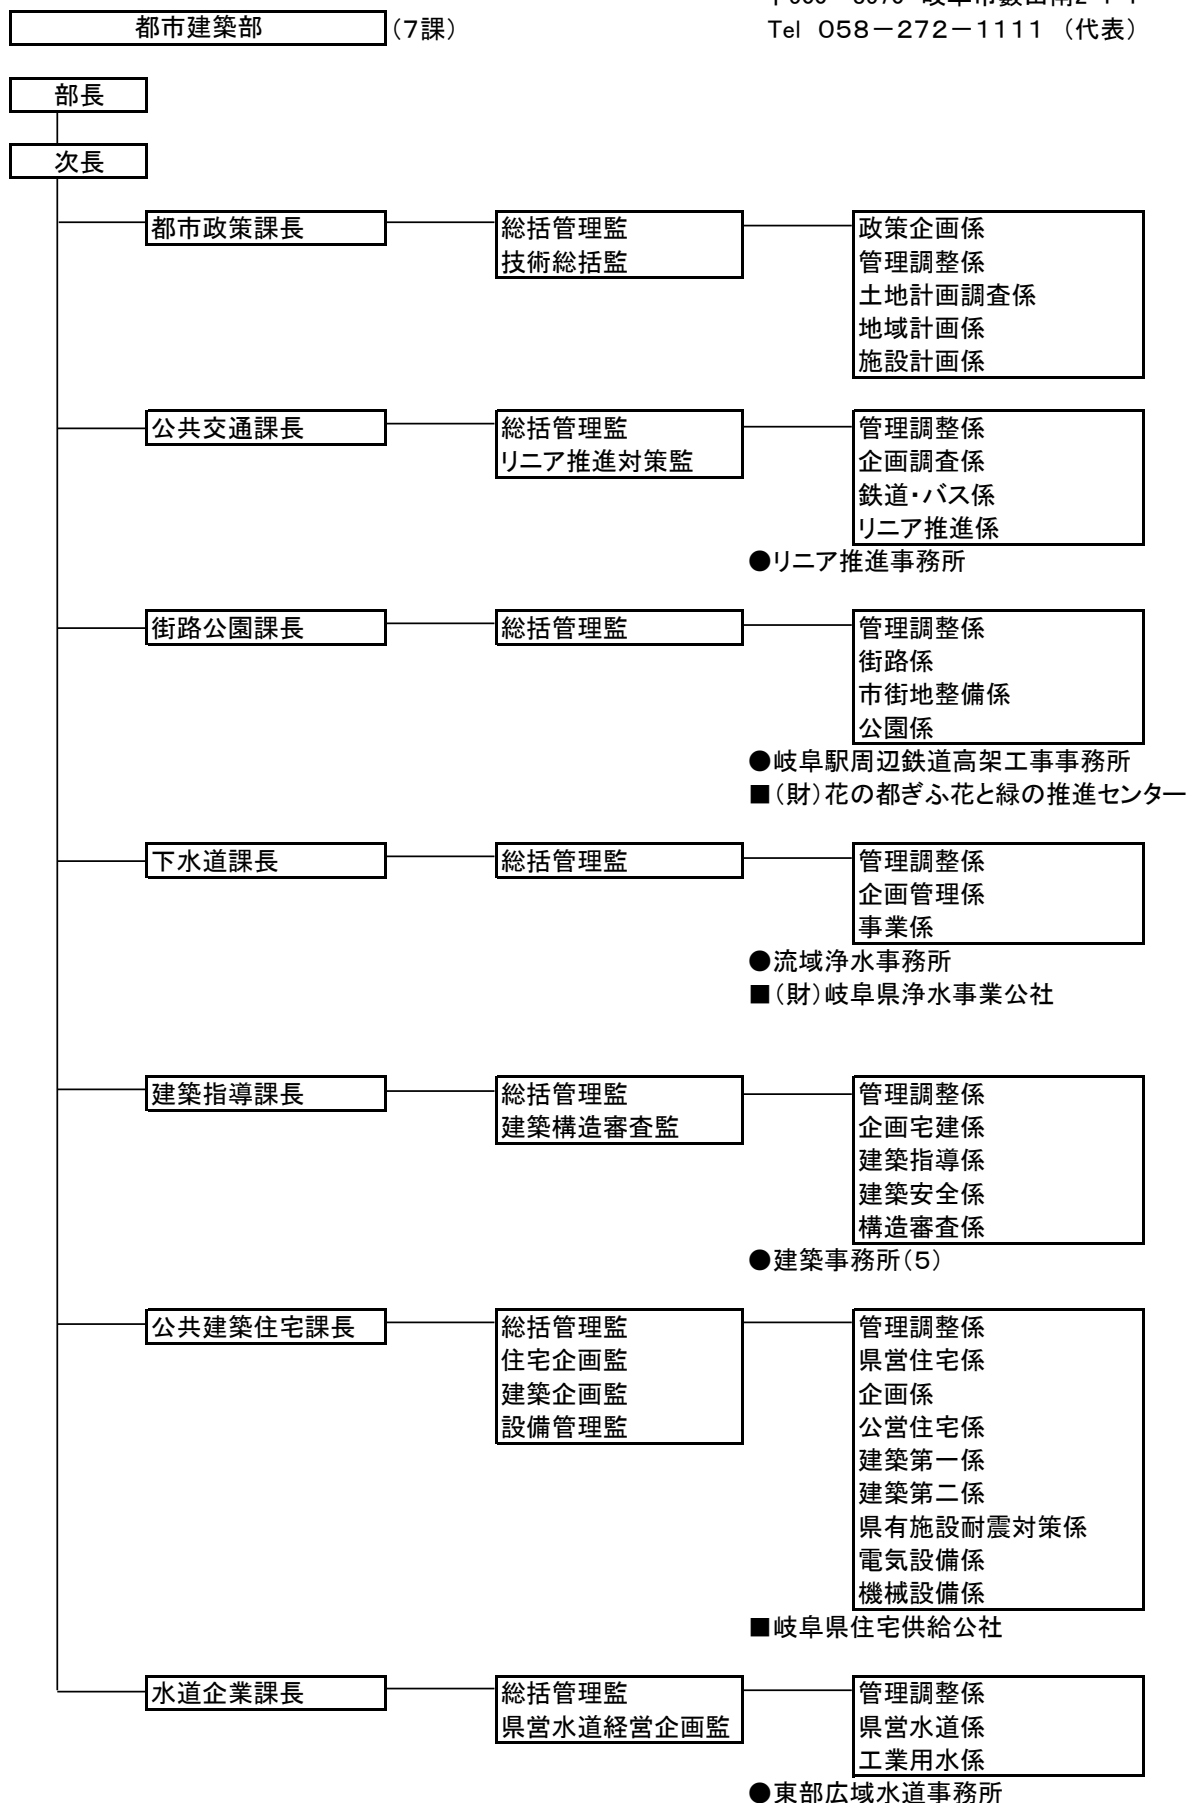 都市建築部 (7課)
Tel 058-272-1111 (代表)
部長
次長
都市政策課長
総括管理監
技術総括監
政策企画係
管理調整係
土地計画調査係
地域計画係
施設計画係
公共交通課長
総括管理監
リニア推進対策監
管理調整係
企画調査係
鉄道・バス係
リニア推進係
●リニア推進事務所
街路公園課長
総括管理監
管理調整係
街路係
市街地整備係
公園係
●岐阜駅周辺鉄道高架工事事務所
■(財)花の都ぎふ花と緑の推進センター
下水道課長
総括管理監
管理調整係
企画管理係
事業係
●流域浄水事務所
■(財)岐阜県浄水事業公社
建築指導課長
総括管理監
建築構造審査監
管理調整係
企画宅建係
建築指導係
建築安全係
構造審査係
●建築事務所(5)
公共建築住宅課長
総括管理監
住宅企画監
建築企画監
設備管理監
管理調整係
県営住宅係
企画係
公営住宅係
建築第一係
建築第二係
県有施設耐震対策係
電気設備係
機械設備係
■岐阜県住宅供給公社
水道企業課長
総括管理監
県営水道経営企画監
管理調整係
県営水道係
工業用水係
●東部広域水道事務所